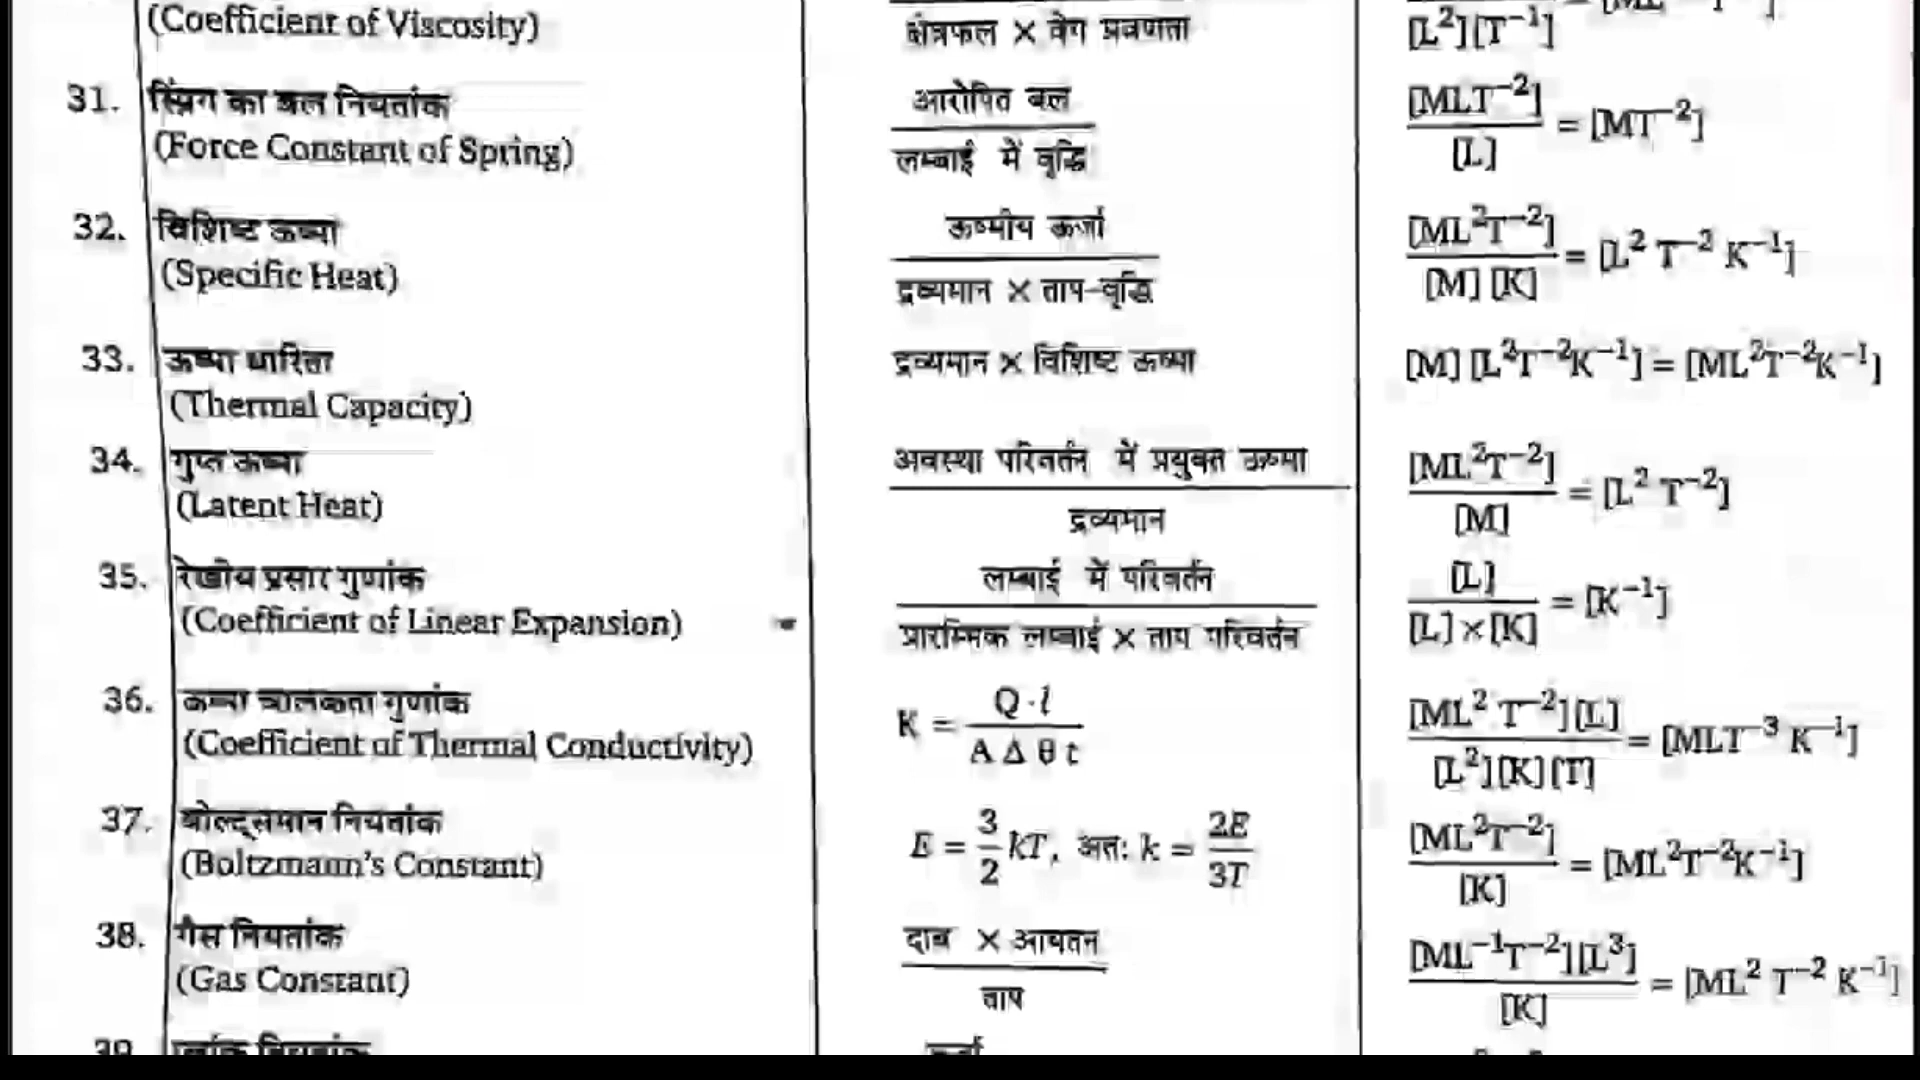 (Coefficient of Viscosity)
क्षेत्रफल × वेग प्रवणता
[L²][T⁻¹]
31. स्प्रिंग का बल नियतांक
(Force Constant of Spring)
आरोपित बल
लम्बाई में वृद्धि
[MLT⁻²]
[L]
= [MT⁻²]
32. विशिष्ट ऊष्मा
(Specific Heat)
ऊष्मीय ऊर्जा
द्रव्यमान × ताप-वृद्धि
[ML²T⁻²]
[M] [K]
= [L² T⁻² K⁻¹]
33. ऊष्मा धारिता
(Thermal Capacity)
द्रव्यमान × विशिष्ट ऊष्मा
[M] [L²T⁻²K⁻¹] = [ML²T⁻²K⁻¹]
34. गुप्त ऊष्मा
(Latent Heat)
अवस्था परिवर्तन में प्रयुक्त ऊष्मा
द्रव्यमान
[ML²T⁻²]
[M]
= [L² T⁻²]
35. रेखीय प्रसार गुणांक
(Coefficient of Linear Expansion)
लम्बाई में परिवर्तन
प्रारम्भिक लम्बाई × ताप परिवर्तन
[L]
[L] × [K]
= [K⁻¹]
36. ऊष्मा चालकता गुणांक
(Coefficient of Thermal Conductivity)
K = Q·l
A Δ θ t
[ML² T⁻²][L]
[L²][K][T]
= [MLT⁻³ K⁻¹]
37. बोल्ट्समान नियतांक
(Boltzmann's Constant)
E = 3/2 kT, अतः k = 2E/3T
[ML²T⁻²]
[K]
= [ML²T⁻²K⁻¹]
38. गैस नियतांक
(Gas Constant)
दाब × आयतन
ताप
[ML⁻¹T⁻²][L³]
[K]
= [ML² T⁻² K⁻¹]
39.